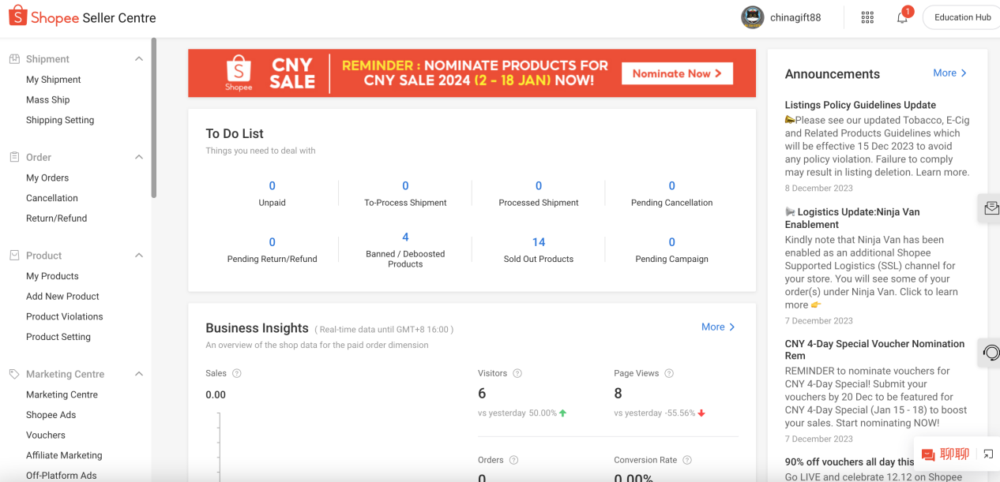 Shopee Seller Centre
chinagift88
1
Education Hub
Shipment
My Shipment
Mass Ship
Shipping Setting
Order
My Orders
Cancellation
Return/Refund
Product
My Products
Add New Product
Product Violations
Product Setting
Marketing Centre
Marketing Centre
Shopee Ads
Vouchers
Affiliate Marketing
Off-Platform Ads
Shopee
CNY
SALE
REMINDER : NOMINATE PRODUCTS FOR
CNY SALE 2024 (2 - 18 JAN) NOW!
Nominate Now
To Do List
Things you need to deal with
0
Unpaid
0
To-Process Shipment
0
Processed Shipment
0
Pending Cancellation
0
Pending Return/Refund
4
Banned / Deboosted
Products
14
Sold Out Products
0
Pending Campaign
Business Insights ( Real-time data until GMT+8 16:00 )
More
An overview of the shop data for the paid order dimension
Sales
0.00
Visitors
6
vs yesterday 50.00%
Page Views
8
vs yesterday -55.56%
Orders
0
Conversion Rate
0.00%
Announcements
More
Listings Policy Guidelines Update
Please see our updated Tobacco, E-Cig
and Related Products Guidelines which
will be effective 15 Dec 2023 to avoid
any policy violation. Failure to comply
may result in listing deletion. Learn more.
8 December 2023
Logistics Update:Ninja Van
Enablement
Kindly note that Ninja Van has been
enabled as an additional Shopee
Supported Logistics (SSL) channel for
your store. You will see some of your
order(s) under Ninja Van. Click to learn
more 👉
7 December 2023
CNY 4-Day Special Voucher Nomination
Rem
REMINDER to nominate vouchers for
CNY 4-Day Special! Submit your
vouchers by 20 Dec to be featured for
CNY 4-Day Special (Jan 15 - 18) to boost
your sales. Start nominating NOW!
7 December 2023
90% off vouchers all day this
Go LIVE and celebrate 12.12 on Shopee
聊聊